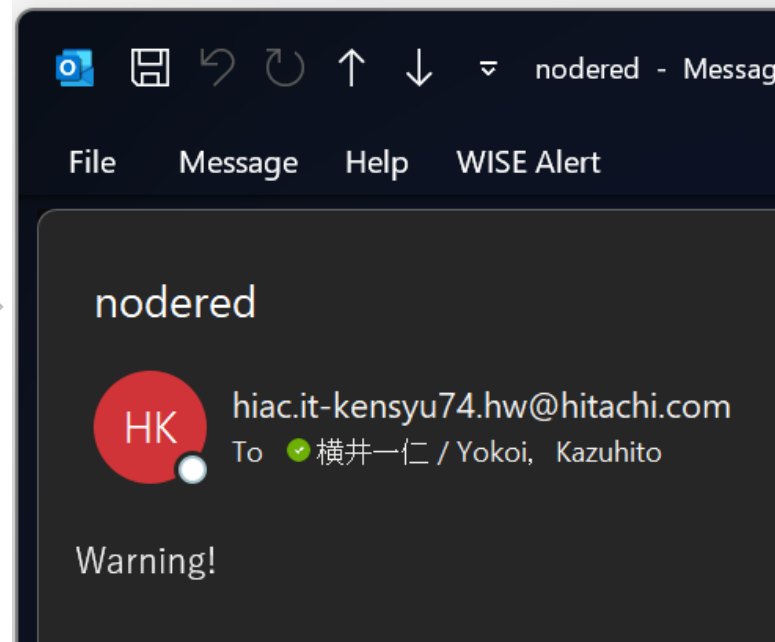 nodered - Messag
File Message Help WISE Alert
nodered
HK
hiac.it-kensyu74.hw@hitachi.com
To 横井一仁 / Yokoi, Kazuhito
Warning!